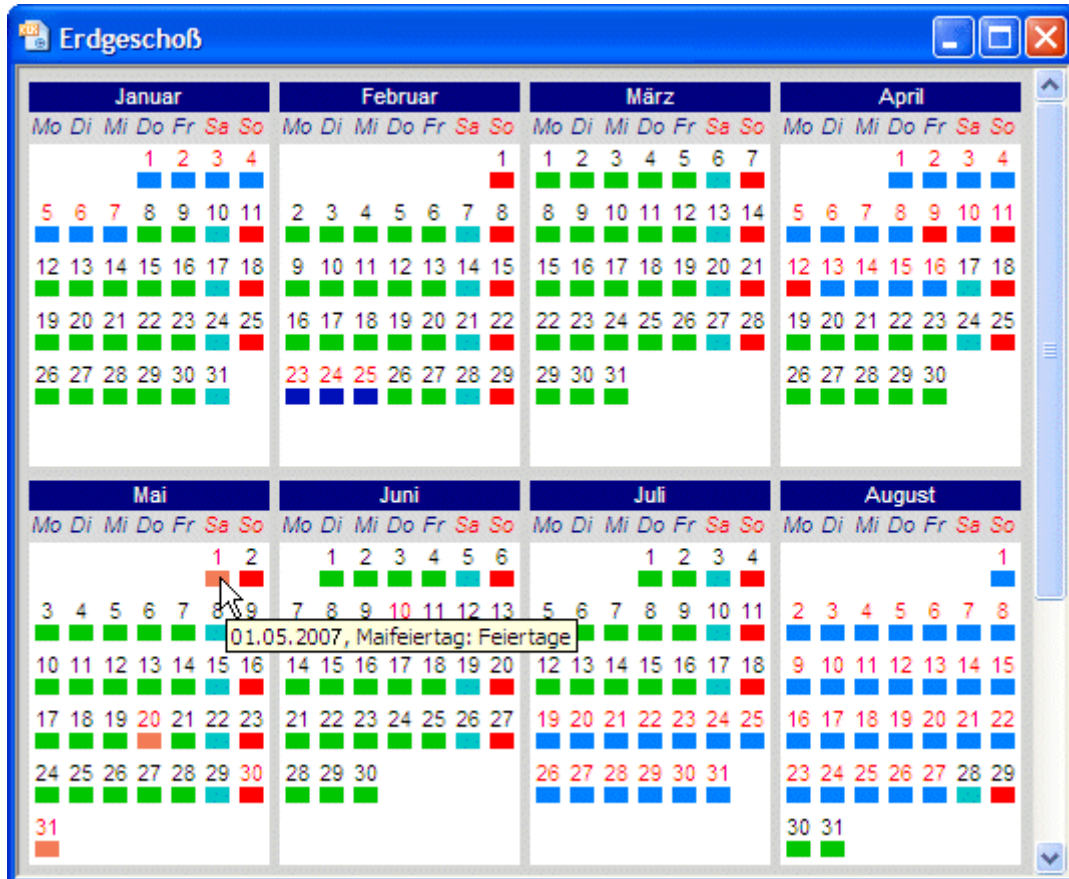 Erdgeschoß
Januar Februar März April
Mo Di Mi Do Fr Sa So Mo Di Mi Do Fr Sa So Mo Di Mi Do Fr Sa So Mo Di Mi Do Fr Sa So
1 2 3 4 1 1 2 3 4 5 6 7 1 2 3 4
5 6 7 8 9 10 11 2 3 4 5 6 7 8 8 9 10 11 12 13 14 5 6 7 8 9 10 11
12 13 14 15 16 17 18 9 10 11 12 13 14 15 15 16 17 18 19 20 21 12 13 14 15 16 17 18
19 20 21 22 23 24 25 16 17 18 19 20 21 22 22 23 24 25 26 27 28 19 20 21 22 23 24 25
26 27 28 29 30 31 23 24 25 26 27 28 29 29 30 31 26 27 28 29 30
Mai Juni Juli August
Mo Di Mi Do Fr Sa So Mo Di Mi Do Fr Sa So Mo Di Mi Do Fr Sa So Mo Di Mi Do Fr Sa So
1 2 1 2 3 4 5 6 1 2 3 4 1
3 4 5 6 7 8 9 7 8 9 10 11 12 13 5 6 7 8 9 10 11 2 3 4 5 6 7 8
01.05.2007, Maifeiertag: Feiertage
10 11 12 13 14 15 16 14 15 16 17 18 19 20 12 13 14 15 16 17 18 9 10 11 12 13 14 15
17 18 19 20 21 22 23 21 22 23 24 25 26 27 19 20 21 22 23 24 25 16 17 18 19 20 21 22
24 25 26 27 28 29 30 28 29 30 26 27 28 29 30 31 23 24 25 26 27 28 29
31 30 31